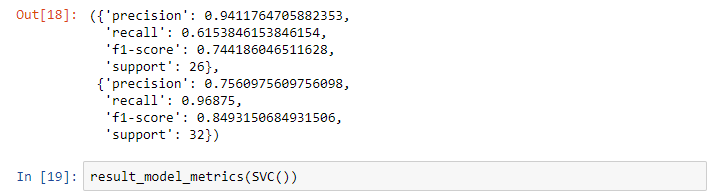 Out[18]: ({'precision': 0.9411764705882353,
'recall': 0.6153846153846154,
'f1-score': 0.744186046511628,
'support': 26},
{'precision': 0.7560975609756098,
'recall': 0.96875,
'f1-score': 0.8493150684931506,
'support': 32})
In [19]: result_model_metrics(SVC())